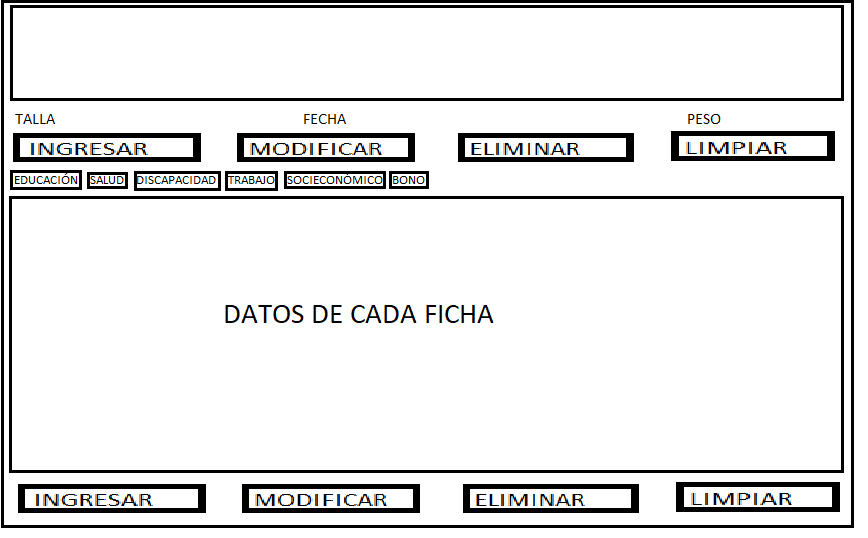 TALLA FECHA PESO
INGRESAR MODIFICAR ELIMINAR LIMPIAR
EDUCACIÓN SALUD DISCAPACIDAD TRABAJO SOCIECONÓMICO BONO
DATOS DE CADA FICHA
INGRESAR MODIFICAR ELIMINAR LIMPIAR